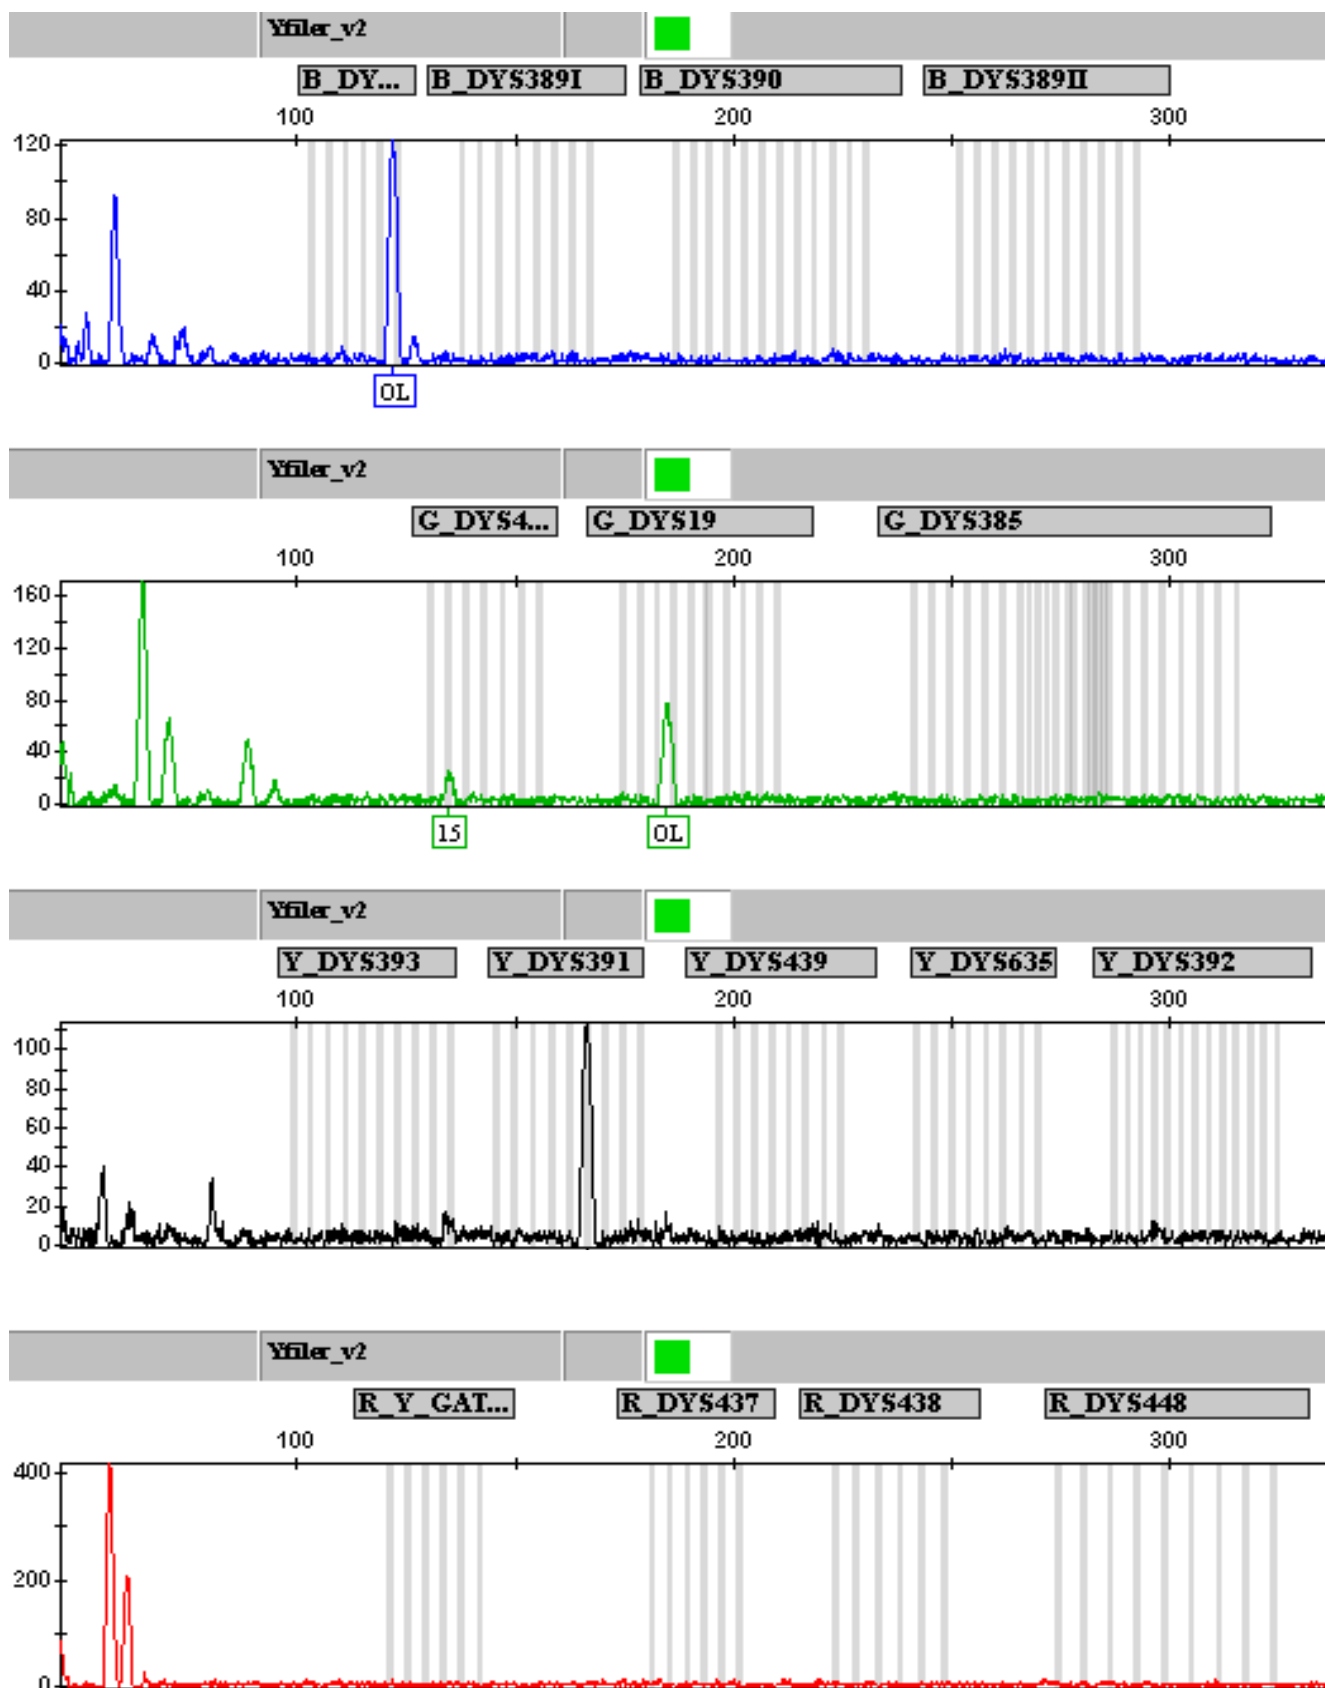 Yfiler_v2
B_DY... B_DYS389I B_DYS390 B_DYS389II
100 200 300
120
80
40
0
OL
Yfiler_v2
G_DYS4... G_DYS19 G_DYS385
100 200 300
160
120
80
40
0
15 OL
Yfiler_v2
Y_DYS393 Y_DYS391 Y_DYS439 Y_DYS635 Y_DYS392
100 200 300
100
80
60
40
20
0
Yfiler_v2
R_Y_GAT... R_DYS437 R_DYS438 R_DYS448
100 200 300
400
200
0